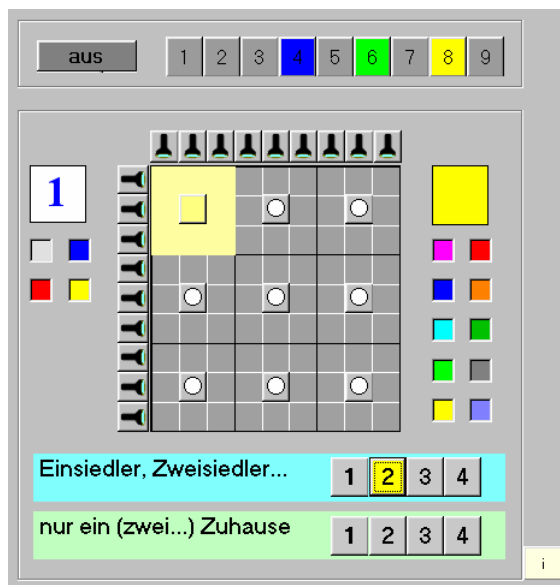 aus 1 2 3 4 5 6 7 8 9
1
Einsiedler, Zweisiedler... 1 2 3 4
nur ein (zwei...) Zuhause 1 2 3 4
i